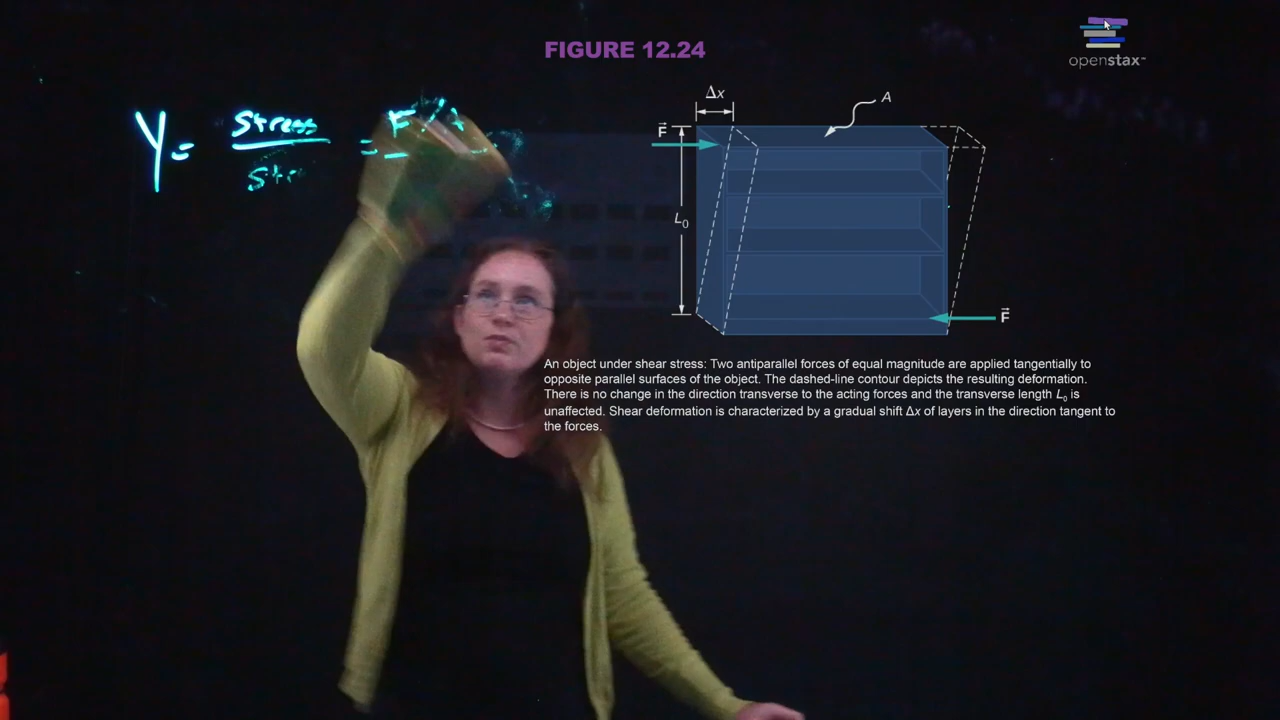 FIGURE 12.24
openstax™
Y = Stress = F
Δx
A
F
L₀
F
An object under shear stress: Two antiparallel forces of equal magnitude are applied tangentially to
opposite parallel surfaces of the object. The dashed-line contour depicts the resulting deformation.
There is no change in the direction transverse to the acting forces and the transverse length L₀ is
unaffected. Shear deformation is characterized by a gradual shift Δx of layers in the direction tangent to
the forces.